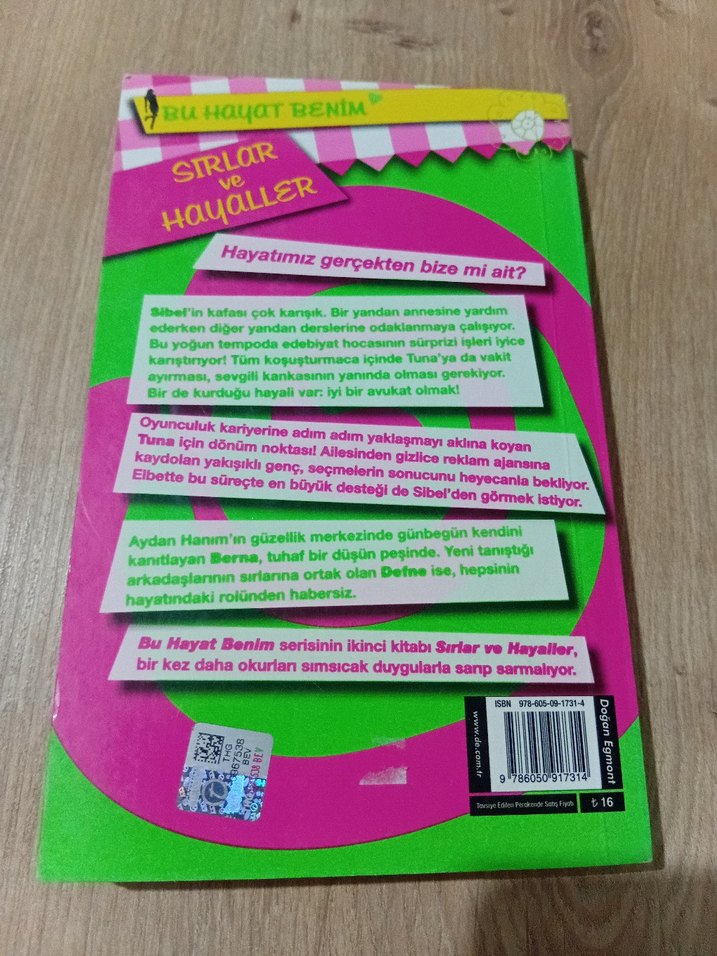 BU HAYAT BENİM
SIRLAR
ve
HAYALLER
Hayatımız gerçekten bize mi ait?
Sibel'in kafası çok karışık. Bir yandan annesine yardım
ederken diğer yandan derslerine odaklanmaya çalışıyor.
Bu yoğun tempoda edebiyat hocasının sürprizi işleri iyice
karıştırıyor! Tüm koşuşturmaca içinde Tuna'ya da vakit
ayırması, sevgili kankasının yanında olması gerekiyor.
Bir de kurduğu hayali var: iyi bir avukat olmak!
Oyunculuk kariyerine adım adım yaklaşmayı aklına koyan
Tuna için dönüm noktası! Ailesinden gizlice reklam ajansına
kaydolan yakışıklı genç, seçmelerin sonucunu heyecanla bekliyor.
Elbette bu süreçte en büyük desteği de Sibel'den görmek istiyor.
Aydan Hanım'ın güzellik merkezinde günbegün kendini
kanıtlayan Berna, tuhaf bir düşün peşinde. Yeni tanıştığı
arkadaşlarının sırlarına ortak olan Defne ise, hepsinin
hayatındaki rolünden habersiz.
Bu Hayat Benim serisinin ikinci kitabı Sırlar ve Hayaller,
bir kez daha okurları sımsıcak duygularla sarıp sarmalıyor.
ISBN 978-605-09-1731-4
9 786050 917314
www.de.com.tr
Doğan Egmont
Tavsiye Edilen Perakende Satış Fiyatı
₺ 16
THG
BEV